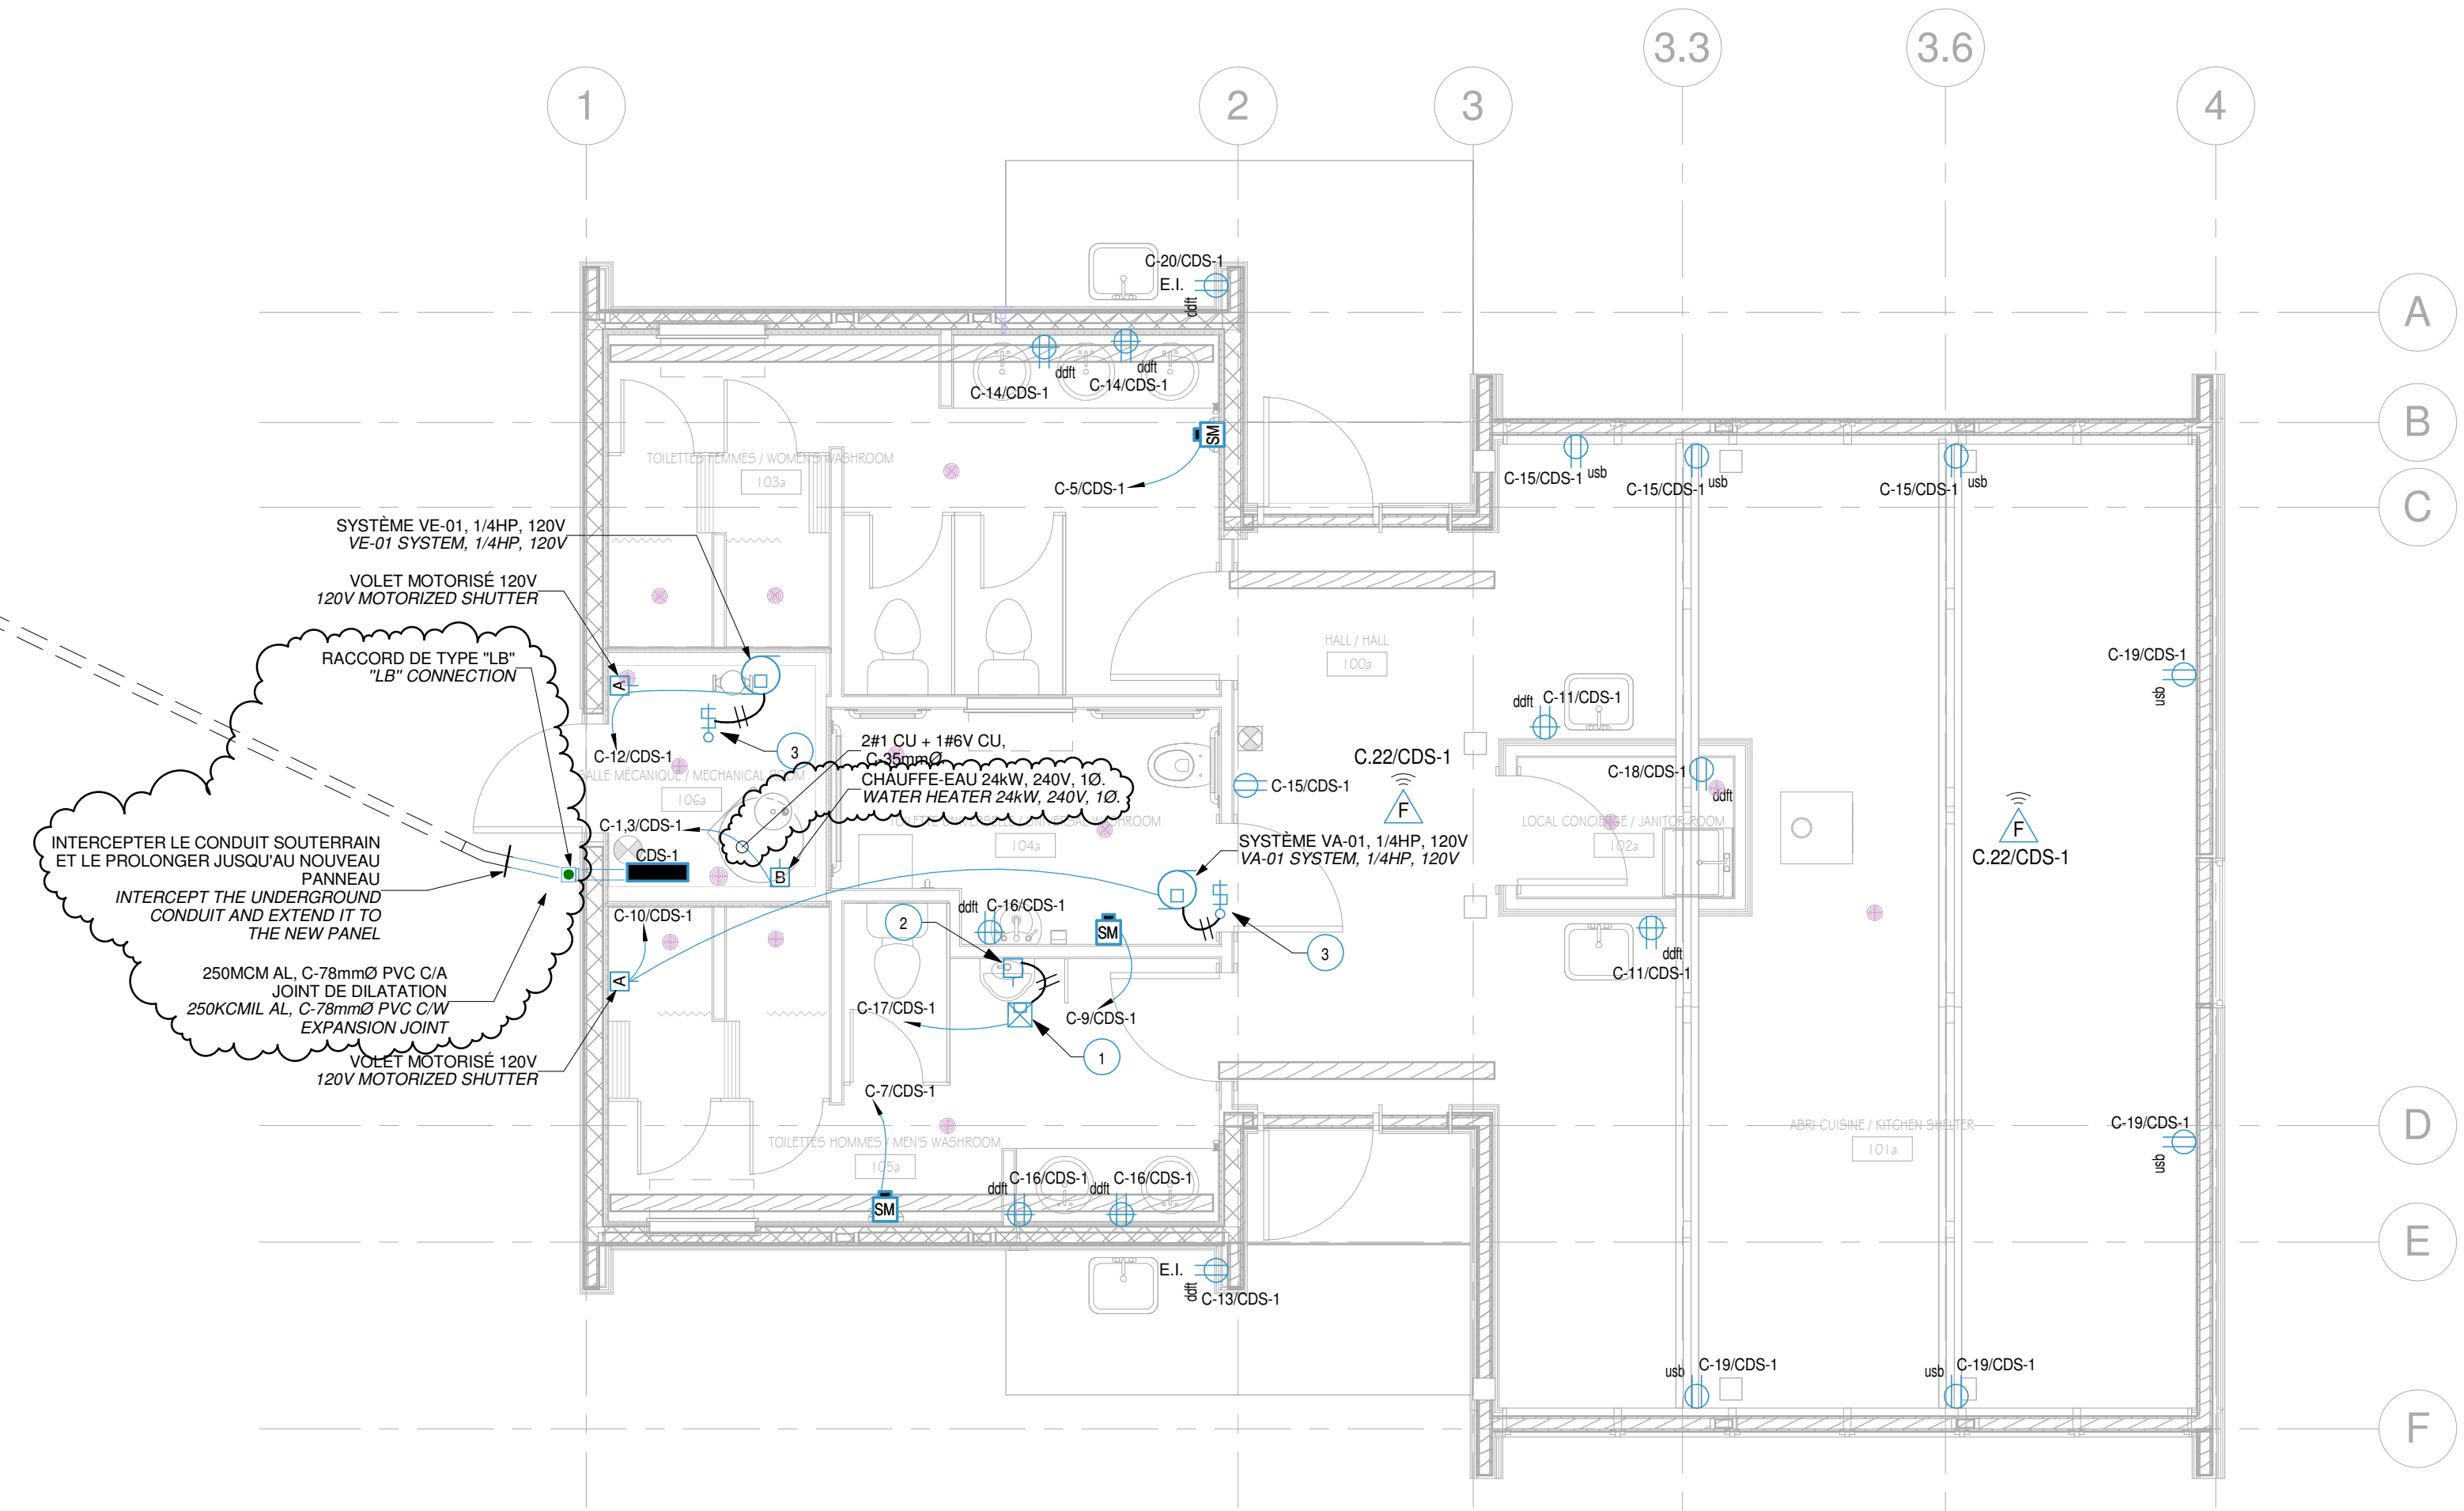 3.3
3.6
1
2
3
4
A
B
C
D
E
F
C-20/CDS-1
E.I.
ddft
ddft
ddft
C-14/CDS-1
C-14/CDS-1
SM
C-5/CDS-1
TOILETTES FEMMES / WOMEN'S WASHROOM
103a
C-15/CDS-1
usb
C-15/CDS-1
usb
C-15/CDS-1
usb
SYSTÈME VE-01, 1/4HP, 120V
VE-01 SYSTEM, 1/4HP, 120V
VOLET MOTORISÉ 120V
120V MOTORIZED SHUTTER
RACCORD DE TYPE "LB"
"LB" CONNECTION
A
C-12/CDS-1
3
SALLE MÉCANIQUE / MECHANICAL ROOM
106a
2#1 CU + 1#6V CU,
C-35mmØ
CHAUFFE-EAU 24kW, 240V, 1Ø.
WATER HEATER 24kW, 240V, 1Ø.
C-1,3/CDS-1
CDS-1
B
TOILETTE UNIVERSELLE / UNIVERSAL WASHROOM
104a
HALL / HALL
100a
C.22/CDS-1
F
C-15/CDS-1
SYSTÈME VA-01, 1/4HP, 120V
VA-01 SYSTEM, 1/4HP, 120V
3
ddft
C-11/CDS-1
C-18/CDS-1
ddft
LOCAL CONCIERGE / JANITOR ROOM
102a
ddft
C-11/CDS-1
F
C.22/CDS-1
C-19/CDS-1
usb
INTERCEPTER LE CONDUIT SOUTERRAIN
ET LE PROLONGER JUSQU'AU NOUVEAU
PANNEAU
INTERCEPT THE UNDERGROUND
CONDUIT AND EXTEND IT TO
THE NEW PANEL
250MCM AL, C-78mmØ PVC C/A
JOINT DE DILATATION
250KCMIL AL, C-78mmØ PVC C/W
EXPANSION JOINT
VOLET MOTORISÉ 120V
120V MOTORIZED SHUTTER
C-10/CDS-1
A
2
ddft
C-16/CDS-1
SM
C-17/CDS-1
C-9/CDS-1
1
C-7/CDS-1
TOILETTES HOMMES / MEN'S WASHROOM
105a
SM
ddft
C-16/CDS-1
ddft
C-16/CDS-1
E.I.
ddft
C-13/CDS-1
ABRI CUISINE / KITCHEN SHELTER
101a
C-19/CDS-1
usb
usb
C-19/CDS-1
usb
C-19/CDS-1